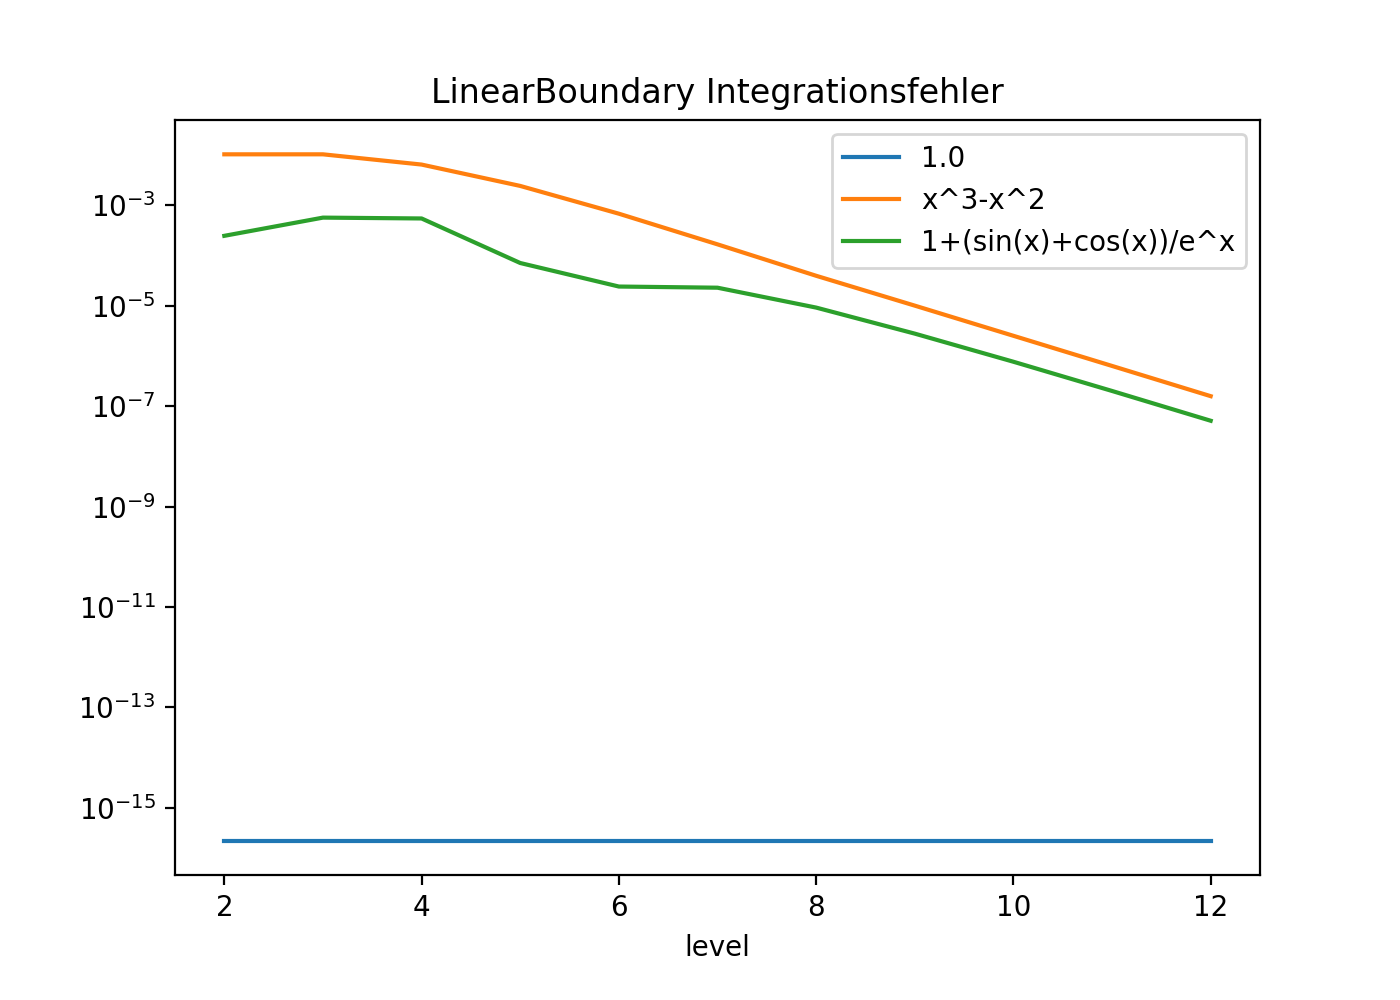 LinearBoundary Integrationsfehler
1.0
x^3-x^2
1+(sin(x)+cos(x))/e^x
10⁻³
10⁻⁵
10⁻⁷
10⁻⁹
10⁻¹¹
10⁻¹³
10⁻¹⁵
2 4 6 8 10 12
level